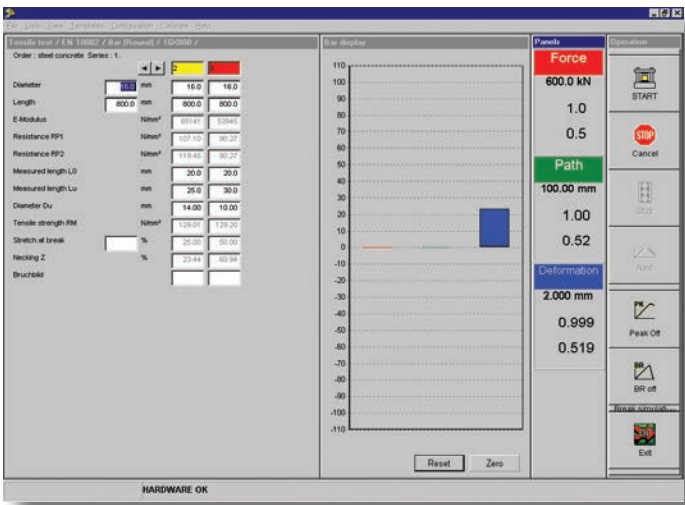 File Data View Templates Configuration Calibrate Help
Tensile test / EN 10002 / Bar [Round] /
Order : steel concrete Series : 1.
2
Diameter 16.0 mm 16.0 16.0
Length 800.0 mm 800.0 800.0
E-Modulus N/mm² 65141 53945
Resistance RP1 N/mm² 107.10 90.27
Resistance RP2 N/mm² 119.45 90.27
Measured length L0 mm 20.0 20.0
Measured length Lu mm 25.0 30.0
Diameter Du mm 14.00 10.00
Tensile strength RM N/mm² 129.01 129.20
Stretch at break % 25.00 50.00
Necking Z % 23.44 60.94
Bruchbild
Bar display
110
100
90
80
70
60
50
40
30
20
10
0
-10
-20
-30
-40
-50
-60
-70
-80
-90
-100
-110
Reset Zero
Panels
Force
600.0 kN
1.0
0.5
Path
100.00 mm
1.00
0.52
Deformation
2.000 mm
0.999
0.519
Operation
START
STOP
Cancel
Stop
Next
PK
Peak Off
BR
BR off
Break simulati...
EXIT
Exit
HARDWARE OK